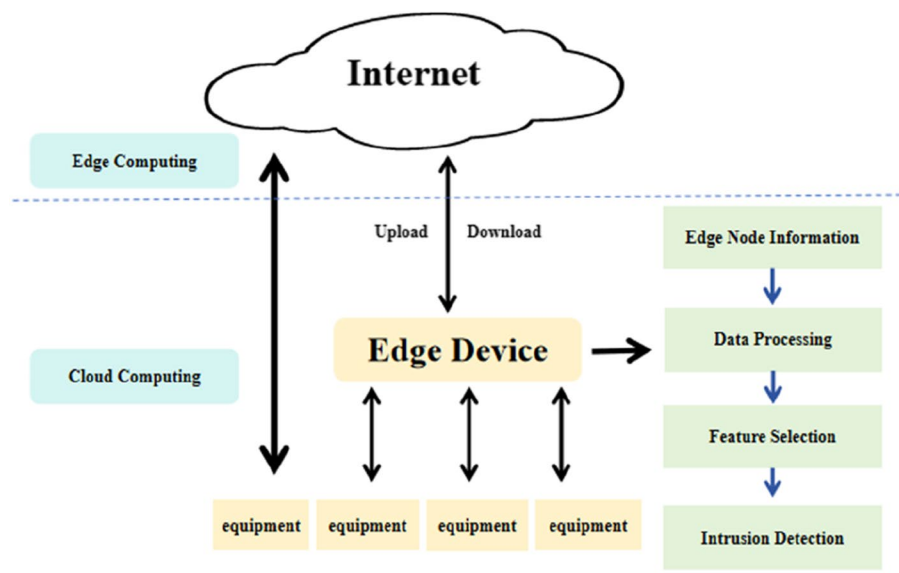 Internet
Edge Computing
Upload
Download
Edge Node Information
Edge Device
Data Processing
Cloud Computing
Feature Selection
equipment
equipment
equipment
equipment
Intrusion Detection